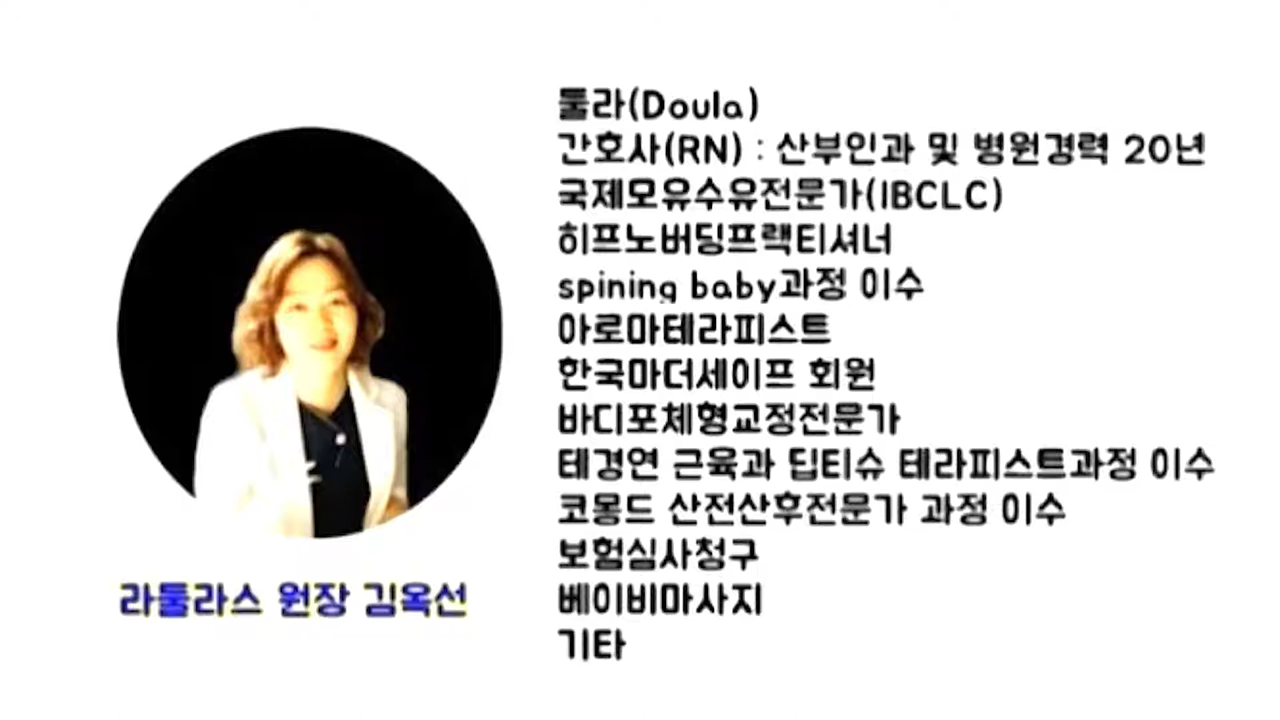 둘라(Doula)
간호사(RN) : 산부인과 및 병원경력 20년
국제모유수유전문가(IBCLC)
히프노버딩프랙티셔너
spining baby과정 이수
아로마테라피스트
한국마더세이프 회원
바디포체형교정전문가
테경연 근육과 딥티슈 테라피스트과정 이수
코몽드 산전산후전문가 과정 이수
보험심사청구
베이비마사지
기타
라둘라스 원장 김옥선